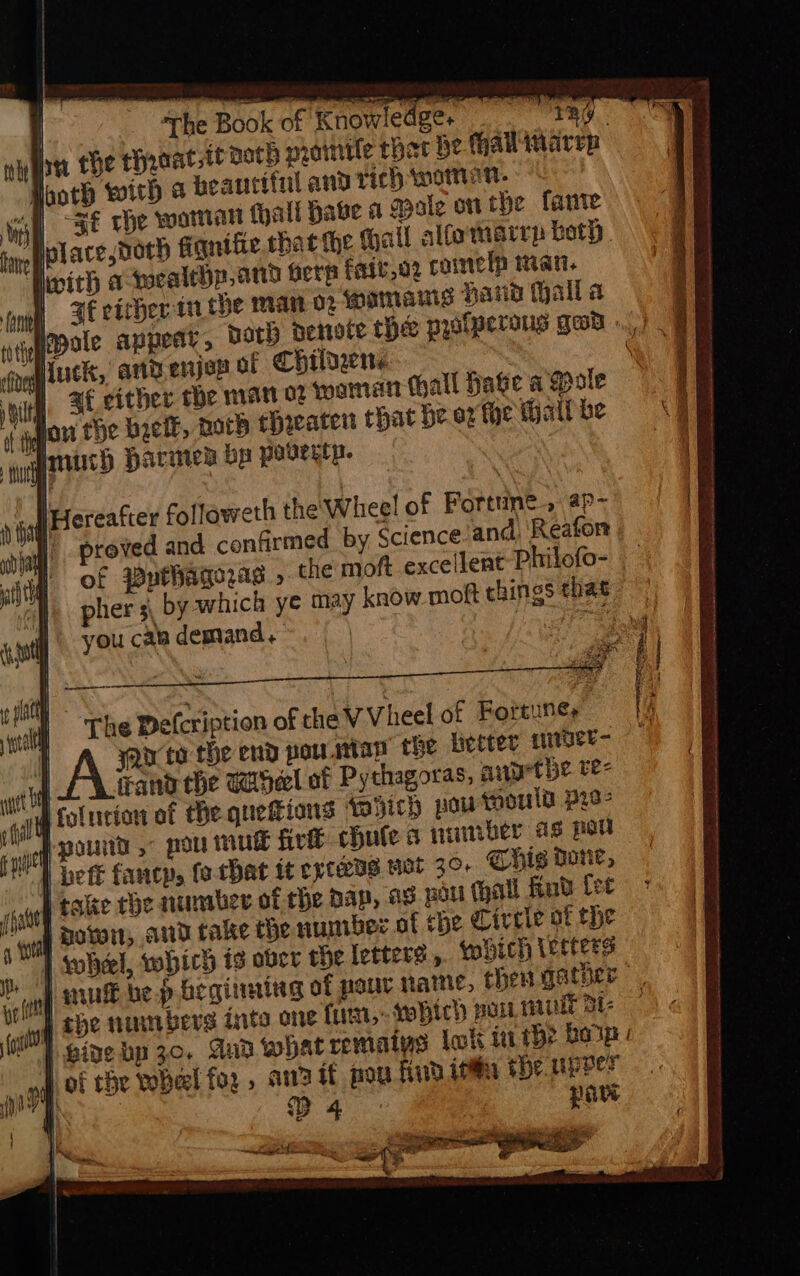 The Book of Knowledge.
on the throat, it doth promise that he shall marry
both with a beautiful and rich woman.
If the woman shall have a Mole on the same
place, doth signifie that she shall also marry both
with a wealthy, and very fair, or comely man.
If either in the man or womans hand shall a
Mole appear, doth denote the prosperous good
luck, and enjoy of Children.
If either the man or woman shall have a Mole
on the brest, doth threaten that he or she shall be
much harmed by poverty.
Hereafter followeth the Wheel of Fortune, ap-
proved and confirmed by Science and Reason
of Pythagoras, the most excellent Philoso-
pher; by which ye may know most things that
you can demand.
The Description of the VVheel of Fortune,
And to the end you may the better under-
stand the Wheel of Pythagoras, and the re-
solution of the questions which you would pro-
pound, you must first chuse a number as you
best fancy, so that it exceeds not 30. This done,
take the number of the day, as you shall find set
down, and take the number of the Circle of the
wheel, which is over the letters, which letters
must be þ beginning of your name, then gather
the numbers into one sum, which you must di-
vide by 30. And what remains look in the body
of the wheel for, and if you find it in the upper
D 4
part